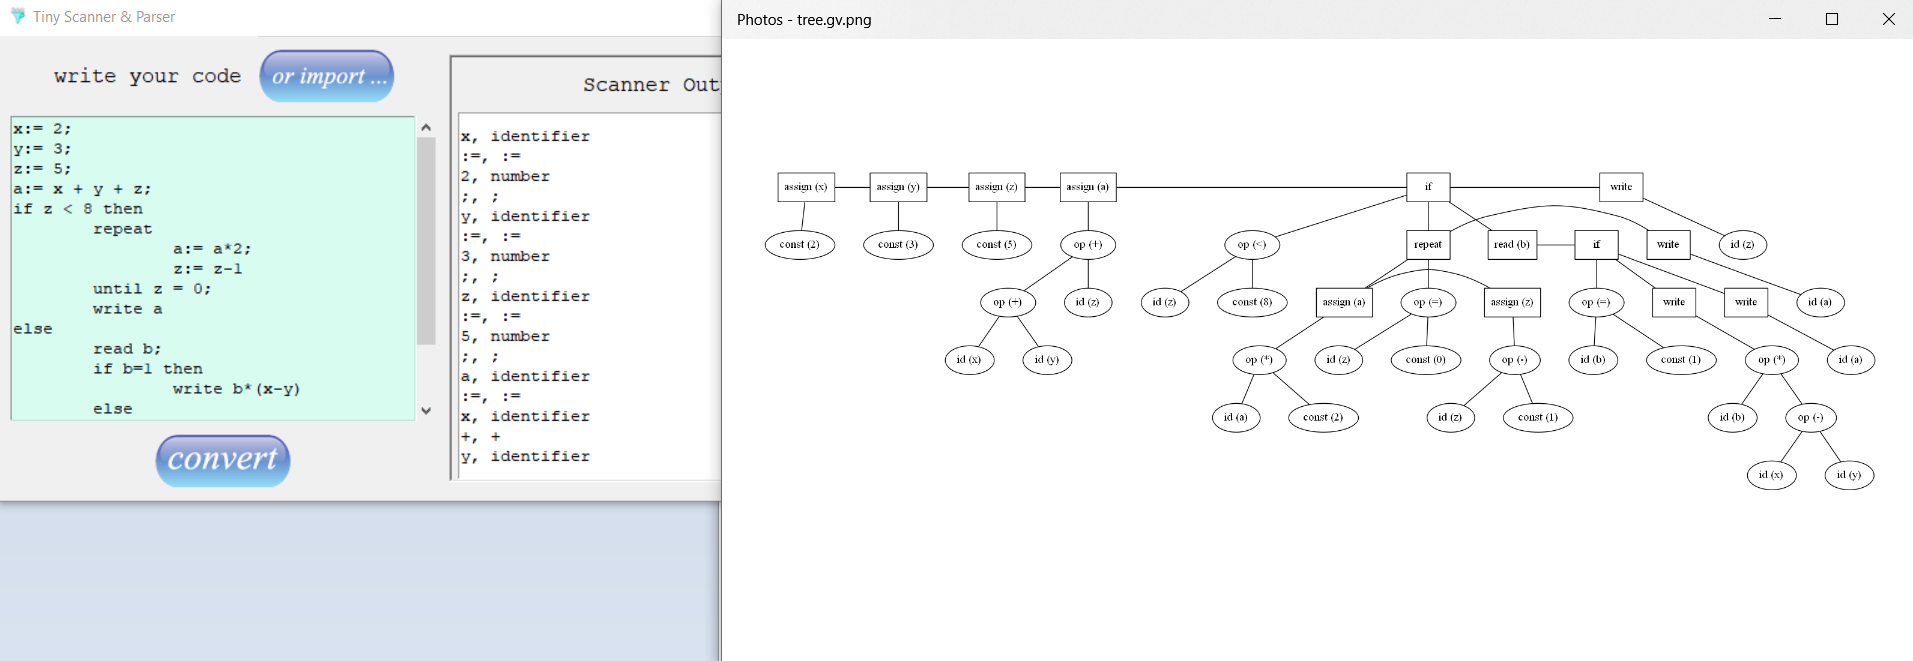 Tiny Scanner & Parser
write your code
or import ...
x:= 2;
y:= 3;
z:= 5;
a:= x + y + z;
if z < 8 then
repeat
a:= a*2;
z:= z-1
until z = 0;
write a
else
read b;
if b=1 then
write b*(x-y)
else
convert
Scanner Out
x, identifier
:=, :=
2, number
;, ;
y, identifier
:=, :=
3, number
;, ;
z, identifier
:=, :=
5, number
;, ;
a, identifier
:=, :=
x, identifier
+, +
y, identifier
Photos - tree.gv.png
assign (x) assign (y) assign (z) assign (a) if write
const (2) const (3) const (5) op (+) op (<) repeat read (b) if write id (z)
op (+) id (z) id (z) const (8) assign (a) op (=) assign (z) op (=) write write id (a)
id (x) id (y) op (*) id (z) const (0) op (-) id (b) const (1) op (*) id (a)
id (a) const (2) id (z) const (1) id (b) op (-)
id (x) id (y)